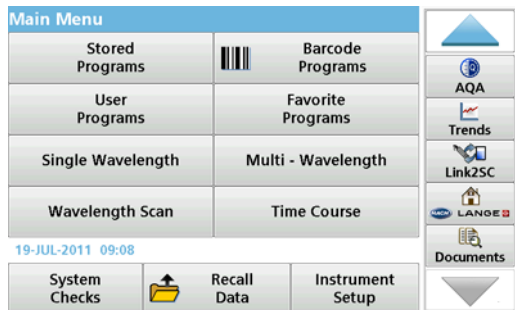 Main Menu
Stored
Programs
Barcode
Programs
User
Programs
Favorite
Programs
Single Wavelength
Multi - Wavelength
Wavelength Scan
Time Course
19-JUL-2011 09:08
System
Checks
Recall
Data
Instrument
Setup
AQA
Trends
Link2SC
HACH LANGE
Documents